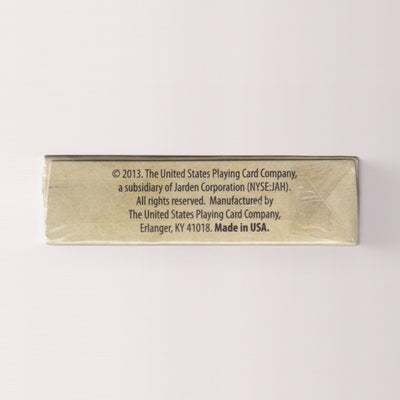 © 2013. The United States Playing Card Company,
a subsidiary of Jarden Corporation (NYSE:JAH).
All rights reserved. Manufactured by
The United States Playing Card Company,
Erlanger, KY 41018. Made in USA.